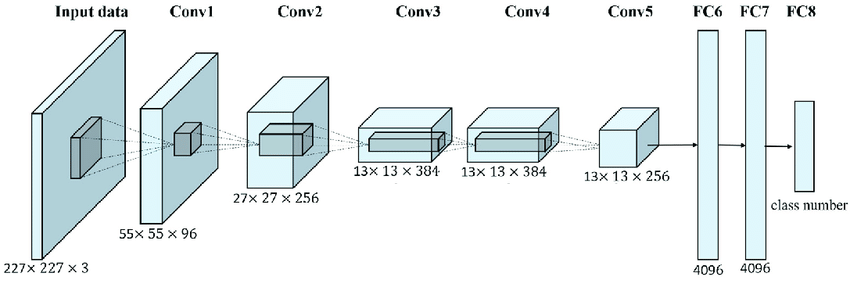 Input data
Conv1
Conv2
Conv3
Conv4
Conv5
FC6
FC7
FC8
227× 227 × 3
55× 55 × 96
27× 27 × 256
13× 13 × 384
13× 13 × 384
13× 13 × 256
4096
4096
class number